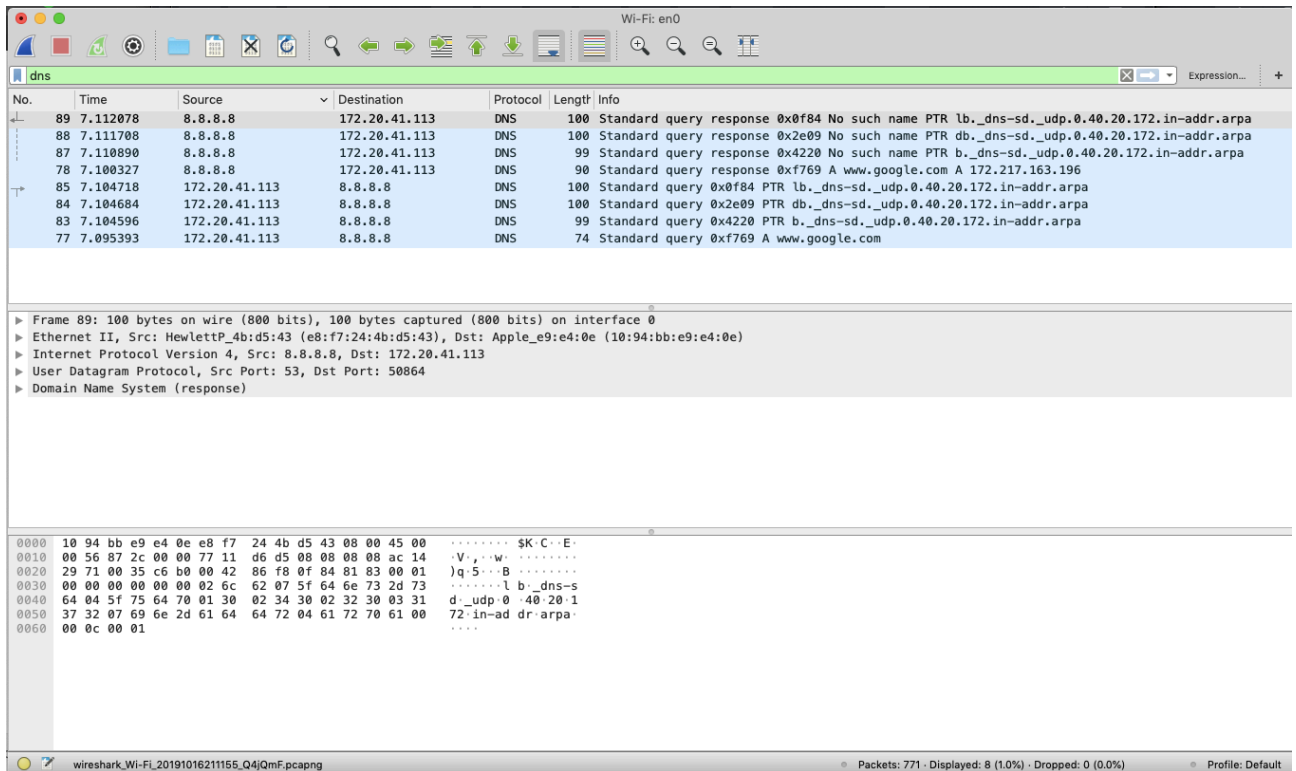 Wi-Fi: en0
dns
Expression... +
No. Time Source Destination Protocol Length Info
89 7.112078 8.8.8.8 172.20.41.113 DNS 100 Standard query response 0x0f84 No such name PTR lb._dns-sd._udp.0.40.20.172.in-addr.arpa
88 7.111708 8.8.8.8 172.20.41.113 DNS 100 Standard query response 0x2e09 No such name PTR db._dns-sd._udp.0.40.20.172.in-addr.arpa
87 7.110890 8.8.8.8 172.20.41.113 DNS 99 Standard query response 0x4220 No such name PTR b._dns-sd._udp.0.40.20.172.in-addr.arpa
78 7.100327 8.8.8.8 172.20.41.113 DNS 90 Standard query response 0xf769 A www.google.com A 172.217.163.196
85 7.104718 172.20.41.113 8.8.8.8 DNS 100 Standard query 0x0f84 PTR lb._dns-sd._udp.0.40.20.172.in-addr.arpa
84 7.104684 172.20.41.113 8.8.8.8 DNS 100 Standard query 0x2e09 PTR db._dns-sd._udp.0.40.20.172.in-addr.arpa
83 7.104596 172.20.41.113 8.8.8.8 DNS 99 Standard query 0x4220 PTR b._dns-sd._udp.0.40.20.172.in-addr.arpa
77 7.095393 172.20.41.113 8.8.8.8 DNS 74 Standard query 0xf769 A www.google.com
Frame 89: 100 bytes on wire (800 bits), 100 bytes captured (800 bits) on interface 0
Ethernet II, Src: HewlettP_4b:d5:43 (e8:f7:24:4b:d5:43), Dst: Apple_e9:e4:0e (10:94:bb:e9:e4:0e)
Internet Protocol Version 4, Src: 8.8.8.8, Dst: 172.20.41.113
User Datagram Protocol, Src Port: 53, Dst Port: 50864
Domain Name System (response)
0000 10 94 bb e9 e4 0e e8 f7 24 4b d5 43 08 00 45 00 ········ $K·C··E·
0010 00 56 87 2c 00 00 77 11 d6 d5 08 08 08 08 ac 14 ·V·,··w· ········
0020 29 71 00 35 c6 b0 00 42 86 f8 0f 84 81 83 00 01 )q·5···B ········
0030 00 00 00 00 00 00 02 6c 62 07 5f 64 6e 73 2d 73 ·······l b·_dns-s
0040 64 04 5f 75 64 70 01 30 02 34 30 02 32 30 03 31 d·_udp·0 ·40·20·1
0050 37 32 07 69 6e 2d 61 64 64 72 04 61 72 70 61 00 72·in-ad dr·arpa·
0060 00 0c 00 01 ····
wireshark_Wi-Fi_20191016211155_Q4jQmF.pcapng
Packets: 771 · Displayed: 8 (1.0%) · Dropped: 0 (0.0%)
Profile: Default